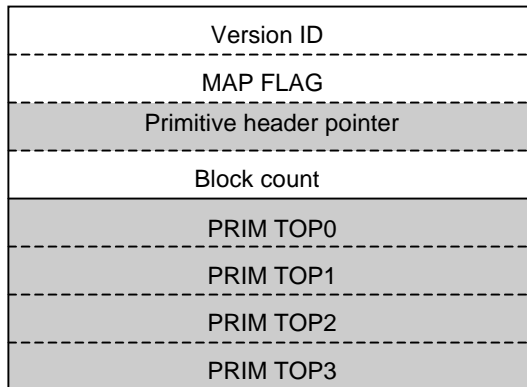 Version ID
MAP FLAG
Primitive header pointer
Block count
PRIM TOP0
PRIM TOP1
PRIM TOP2
PRIM TOP3